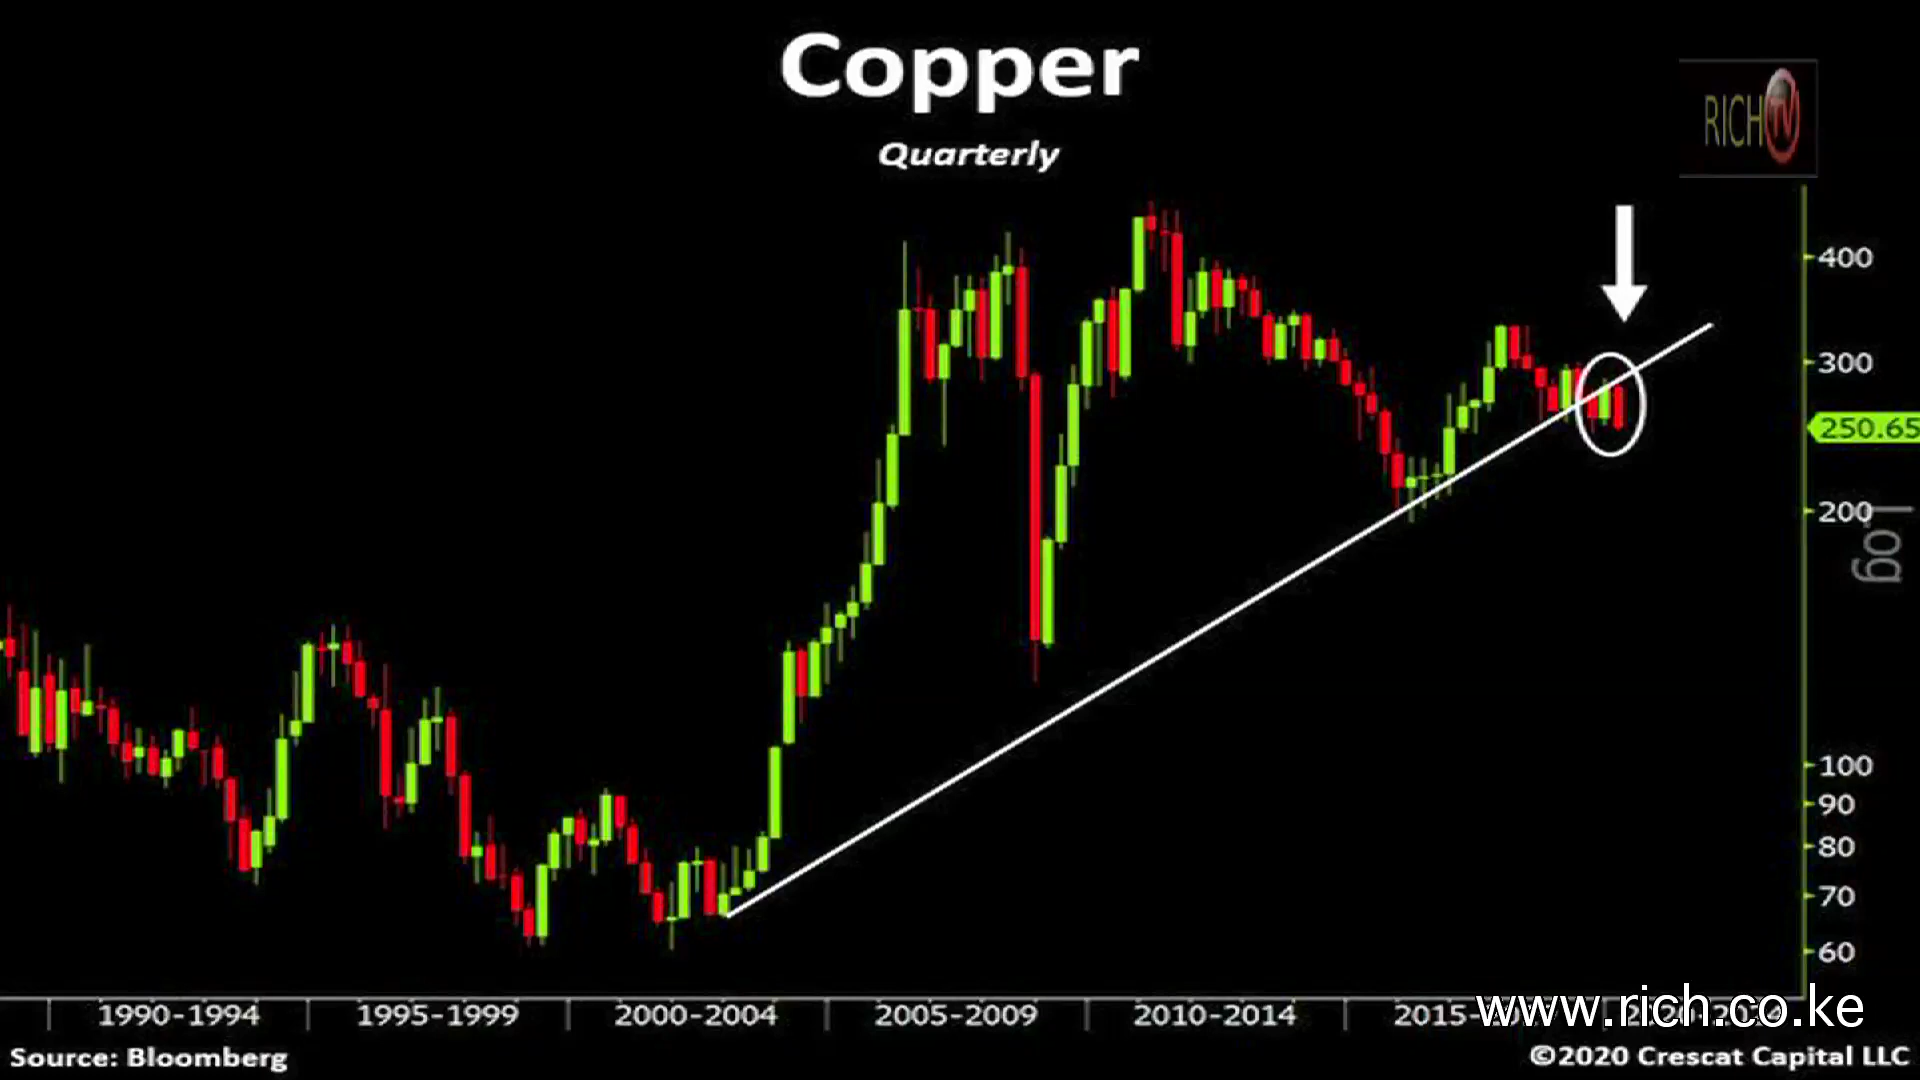 Copper
Quarterly
RICH TV
400
300
250.65
200
Log
100
90
80
70
60
1990-1994
1995-1999
2000-2004
2005-2009
2010-2014
www.rich.co.ke
Source: Bloomberg
©2020 Crescat Capital LLC